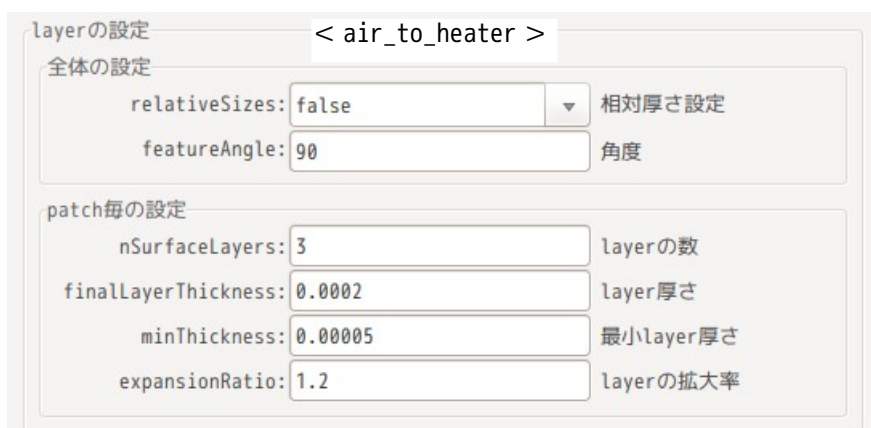 layerの設定
< air_to_heater >
全体の設定
relativeSizes: false 相対厚さ設定
featureAngle: 90 角度
patch毎の設定
nSurfaceLayers: 3 layerの数
finalLayerThickness: 0.0002 layer厚さ
minThickness: 0.00005 最小layer厚さ
expansionRatio: 1.2 layerの拡大率